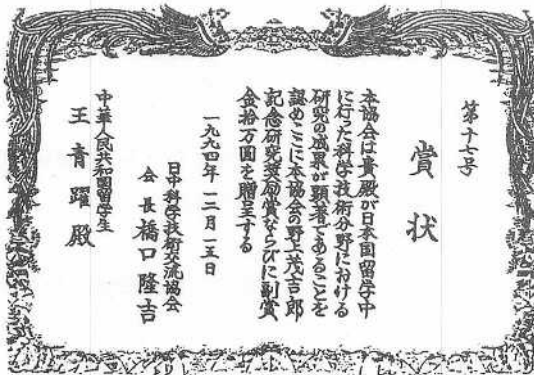 第十七号
賞状
本協会は貴殿が日本国留学中
に行った科学技術分野における
研究の成果が顕著であることを
認めここに本協会の野上茂吉郎
記念研究奨励賞ならびに副賞
金拾万圓を贈呈する
一九九四年一二月一五日
日中科学技術交流協会
会長 橋口隆吉
中華人民共和國留学生
王青躍殿